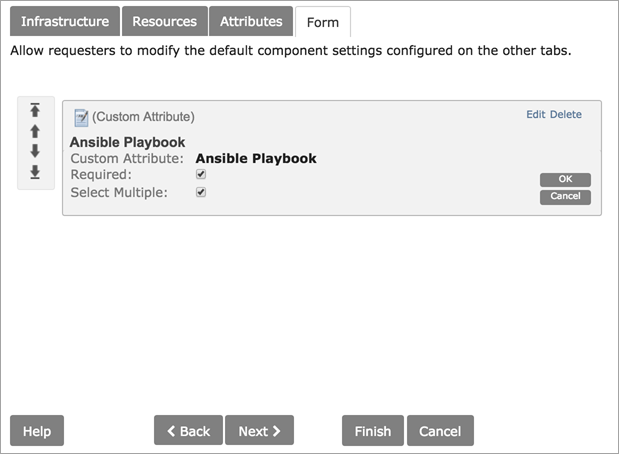 Infrastructure Resources Attributes Form
Allow requesters to modify the default component settings configured on the other tabs.
(Custom Attribute) Edit Delete
Ansible Playbook
Custom Attribute: Ansible Playbook
Required:
Select Multiple:
OK
Cancel
Help Back Next Finish Cancel